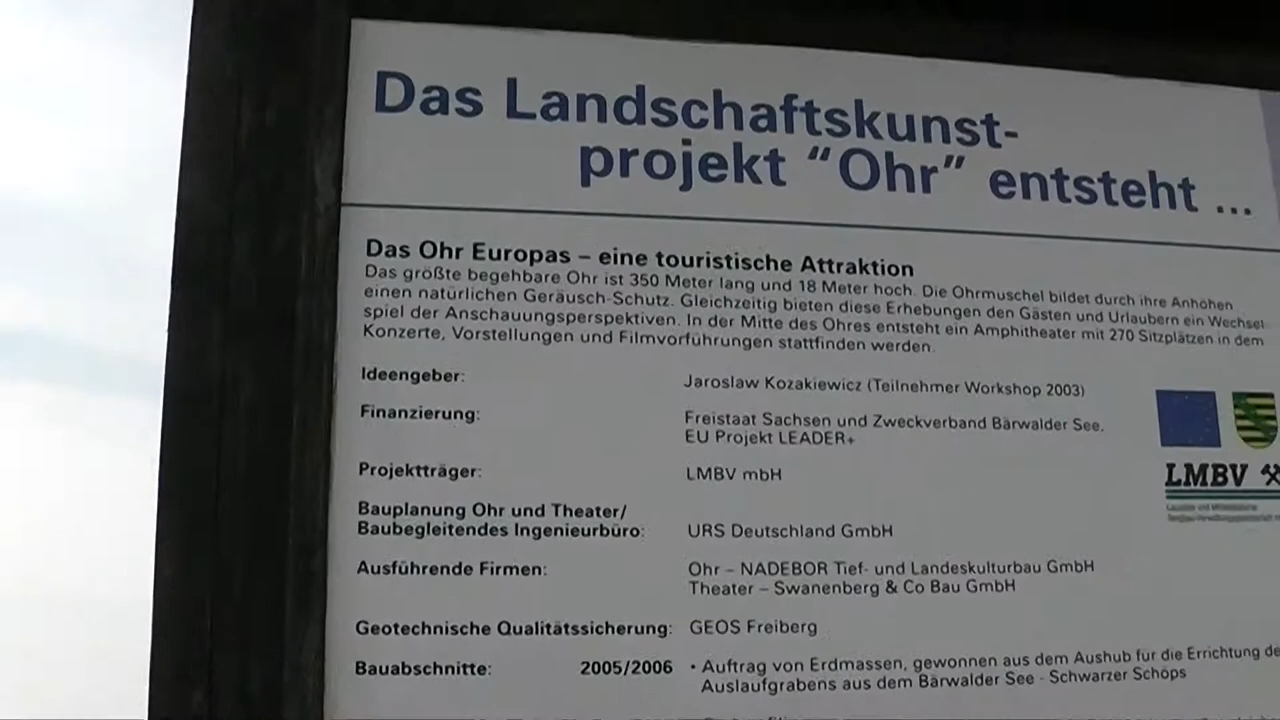 Das Landschaftskunst-
projekt “Ohr” entsteht ...
Das Ohr Europas – eine touristische Attraktion
Das größte begehbare Ohr ist 350 Meter lang und 18 Meter hoch. Die Ohrmuschel bildet durch ihre Anhöhen
einen natürlichen Geräusch-Schutz. Gleichzeitig bieten diese Erhebungen den Gästen und Urlaubern ein Wechsel-
spiel der Anschauungsperspektiven. In der Mitte des Ohres entsteht ein Amphitheater mit 270 Sitzplätzen in dem
Konzerte, Vorstellungen und Filmvorführungen stattfinden werden.
Ideengeber: Jaroslaw Kozakiewicz (Teilnehmer Workshop 2003)
Finanzierung: Freistaat Sachsen und Zweckverband Bärwalder See,
EU Projekt LEADER+
Projektträger: LMBV mbH
LMBV
Bauplanung Ohr und Theater/
Baubegleitendes Ingenieurbüro: URS Deutschland GmbH
Ausführende Firmen: Ohr – NADEBOR Tief- und Landeskulturbau GmbH
Theater – Swanenberg & Co Bau GmbH
Geotechnische Qualitätssicherung: GEOS Freiberg
Bauabschnitte: 2005/2006 • Auftrag von Erdmassen, gewonnen aus dem Aushub für die Errichtung de
Auslaufgrabens aus dem Bärwalder See - Schwarzer Schöps